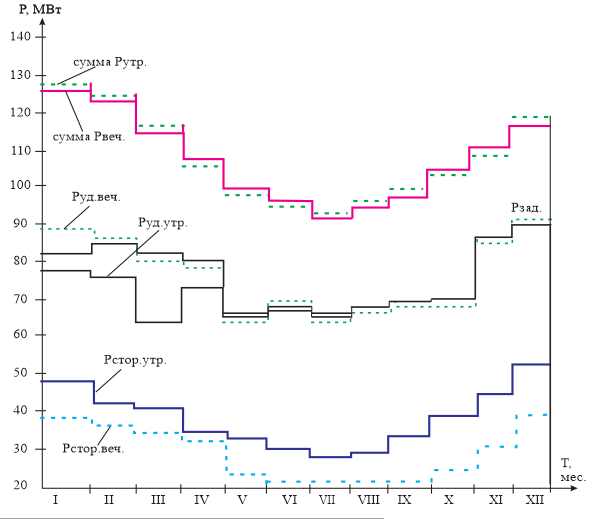 P, МВт
140
130
сумма Рутр.
120
сумма Рвеч.
110
100
Руд.веч.
Рзад.
90
Руд.утр.
80
70
60
50
Рстор.утр.
40
Рстор.веч.
30
T,
мес.
20
I II III IV V VI VII VIII IX X XI XII